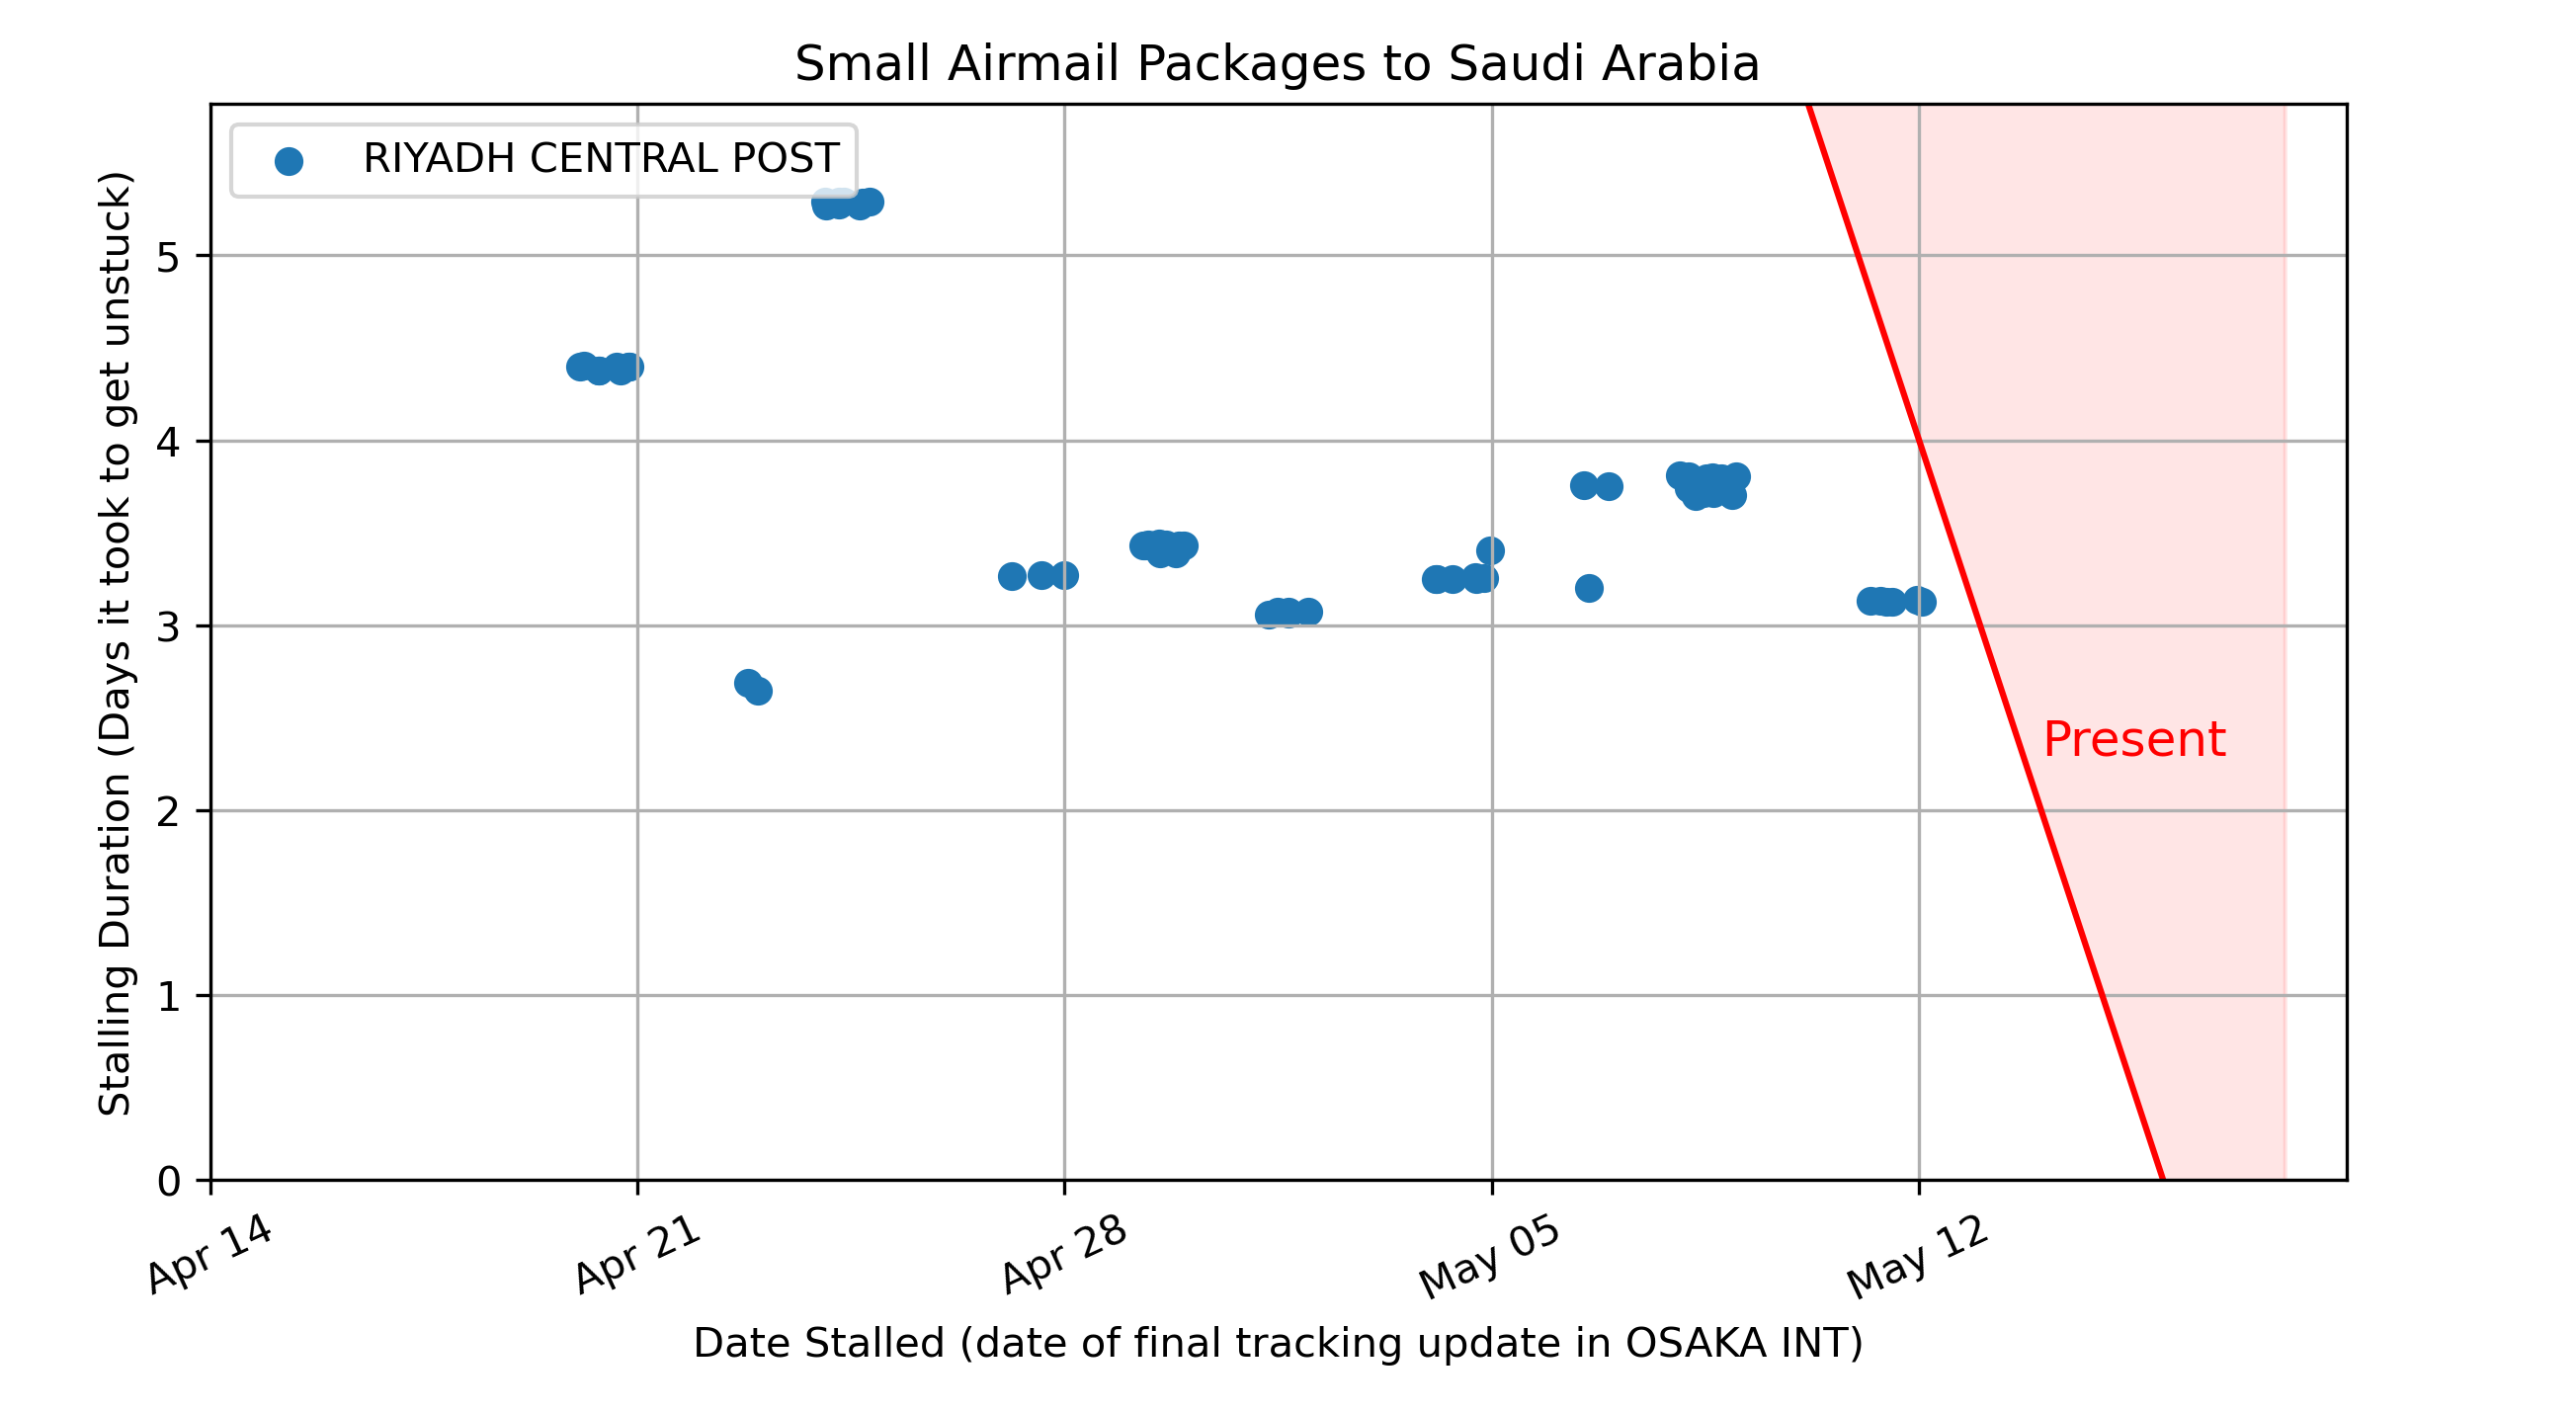 Small Airmail Packages to Saudi Arabia
RIYADH CENTRAL POST
Stalling Duration (Days it took to get unstuck)
5
4
3
2
1
0
Present
Apr 14
Apr 21
Apr 28
May 05
May 12
Date Stalled (date of final tracking update in OSAKA INT)